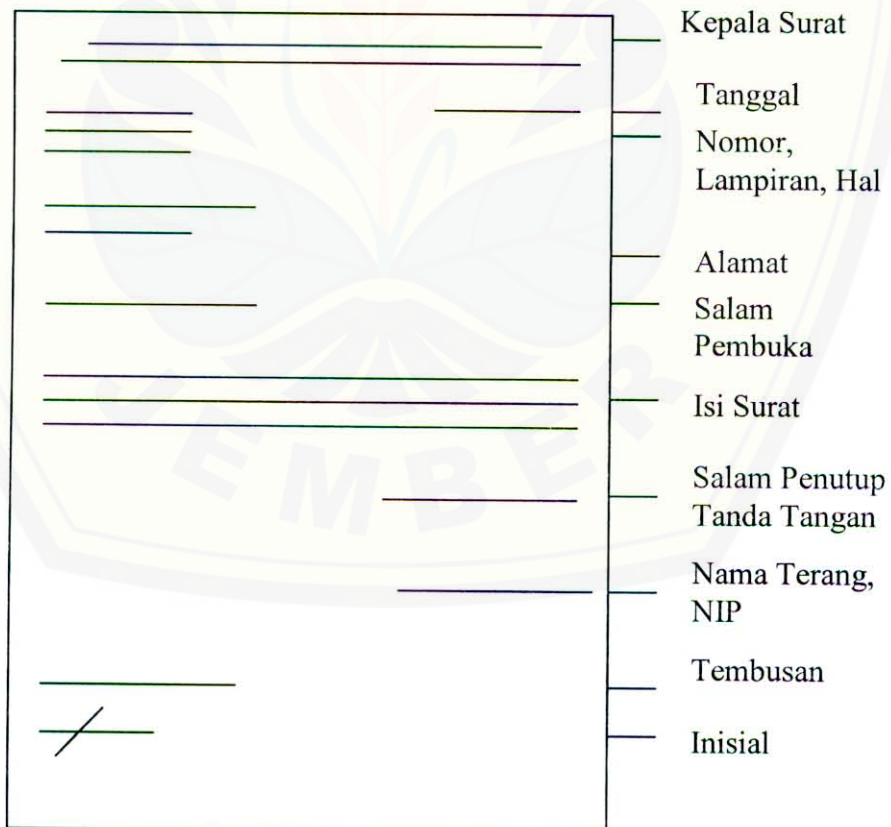 Kepala Surat
Tanggal
Nomor,
Lampiran, Hal
Alamat
Salam
Pembuka
Isi Surat
Salam Penutup
Tanda Tangan
Nama Terang,
NIP
Tembusan
Inisial
JEMBER